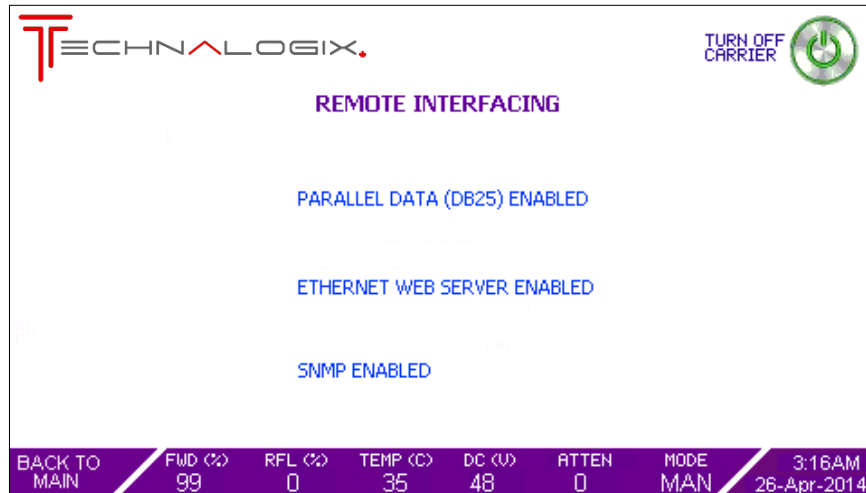 TECHNALOGIX
TURN OFF
CARRIER
REMOTE INTERFACING
PARALLEL DATA (DB25) ENABLED
ETHERNET WEB SERVER ENABLED
SNMP ENABLED
BACK TO
MAIN
FWD (%)
99
RFL (%)
0
TEMP (C)
35
DC (V)
48
ATTEN
0
MODE
MAN
3:16AM
26-Apr-2014